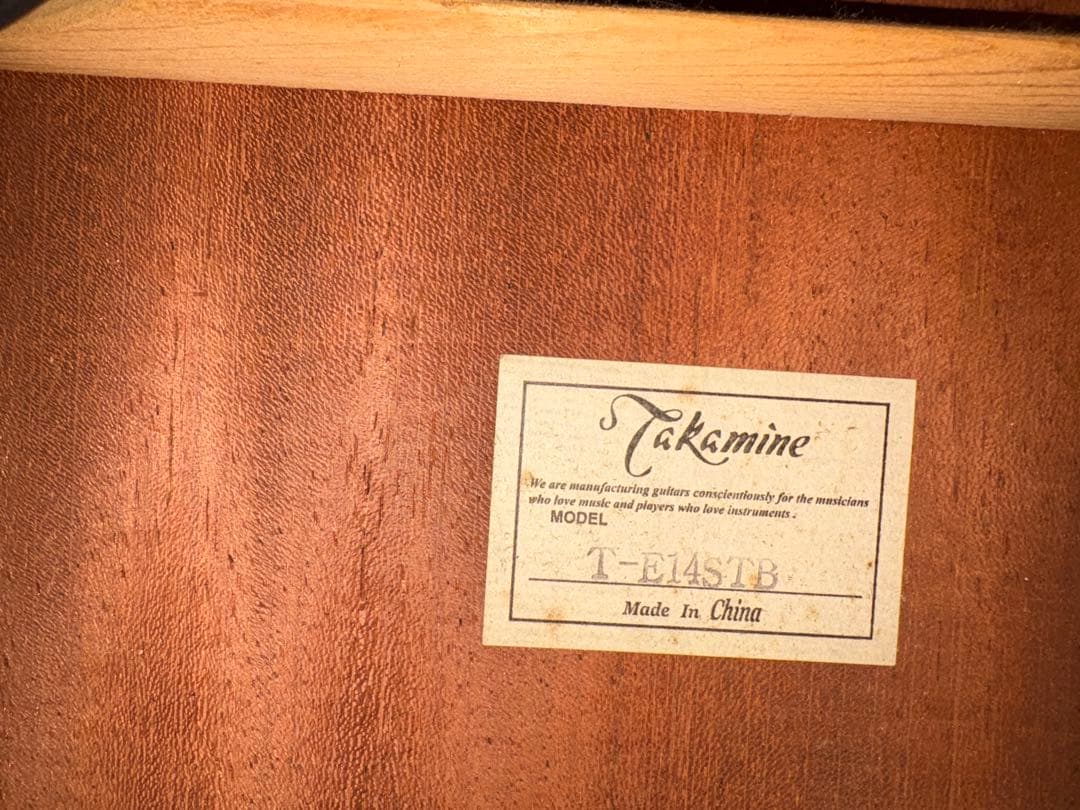 Takamine
We are manufacturing guitars conscientiously for the musicians
who love music and players who love instruments .
MODEL
T-E14STB
Made In China